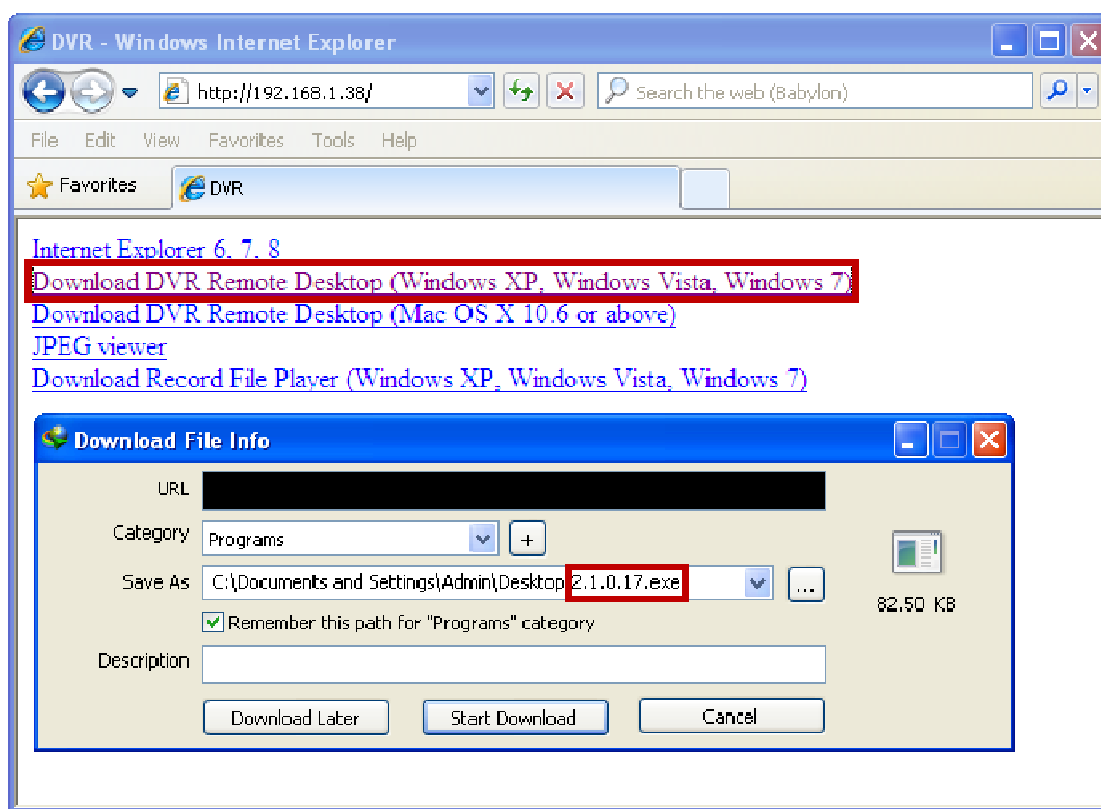 DVR - Windows Internet Explorer
http://192.168.1.38/
Search the web (Babylon)
File Edit View Favorites Tools Help
Favorites DVR
Internet Explorer 6, 7, 8
Download DVR Remote Desktop (Windows XP, Windows Vista, Windows 7)
Download DVR Remote Desktop (Mac OS X 10.6 or above)
JPEG viewer
Download Record File Player (Windows XP, Windows Vista, Windows 7)
Download File Info
URL
Category Programs +
Save As C:\Documents and Settings\Admin\Desktop 2.1.0.17.exe ...
82.50 KB
Remember this path for "Programs" category
Description
Download Later Start Download Cancel